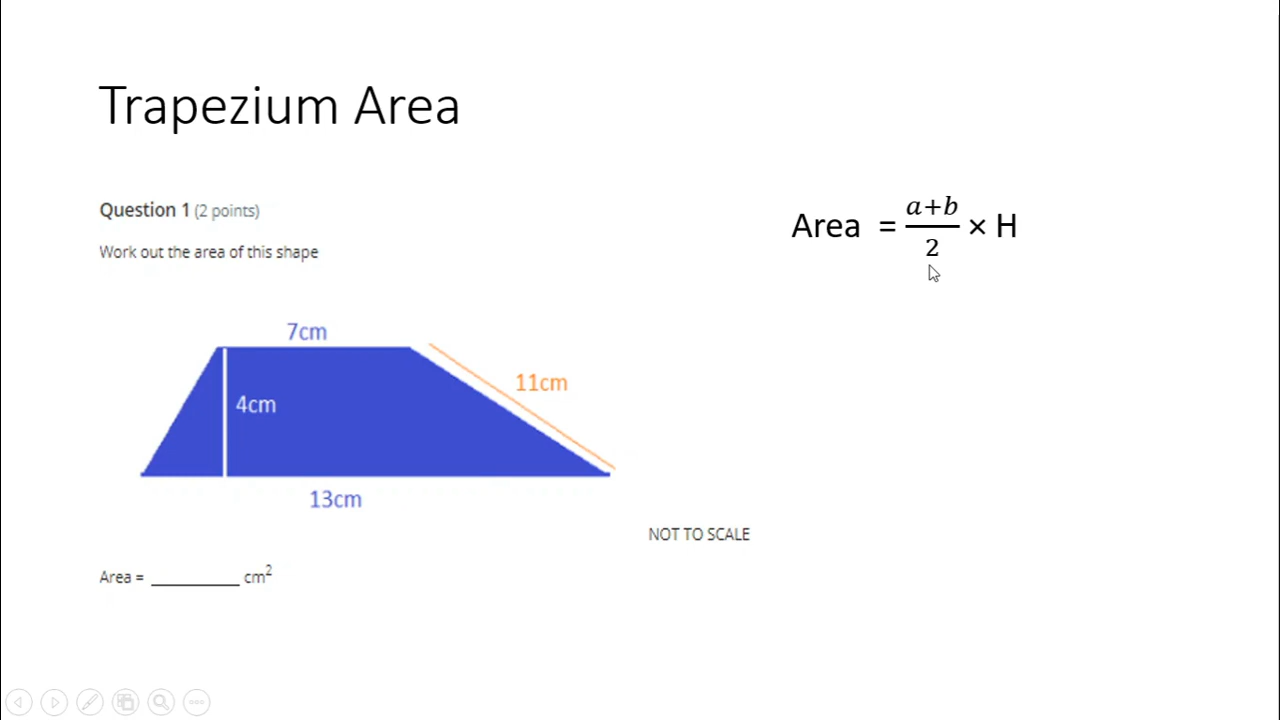 Trapezium Area
Question 1 (2 points)
Work out the area of this shape
7cm
11cm
4cm
13cm
NOT TO SCALE
Area = ________ cm²
Area = a+b/2 × H